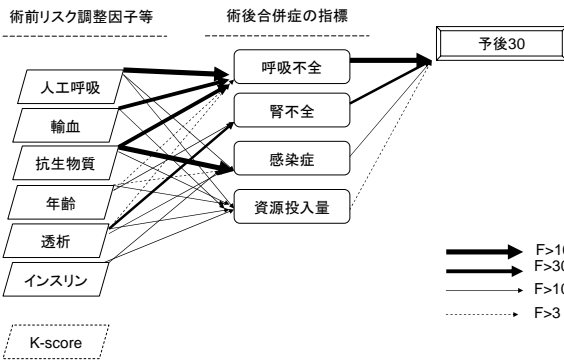 術前リスク調整因子等
術後合併症の指標
予後30
人工呼吸
輸血
抗生物質
年齢
透析
インスリン
K-score
呼吸不全
腎不全
感染症
資源投入量
F>10
F>30
F>10
F>3